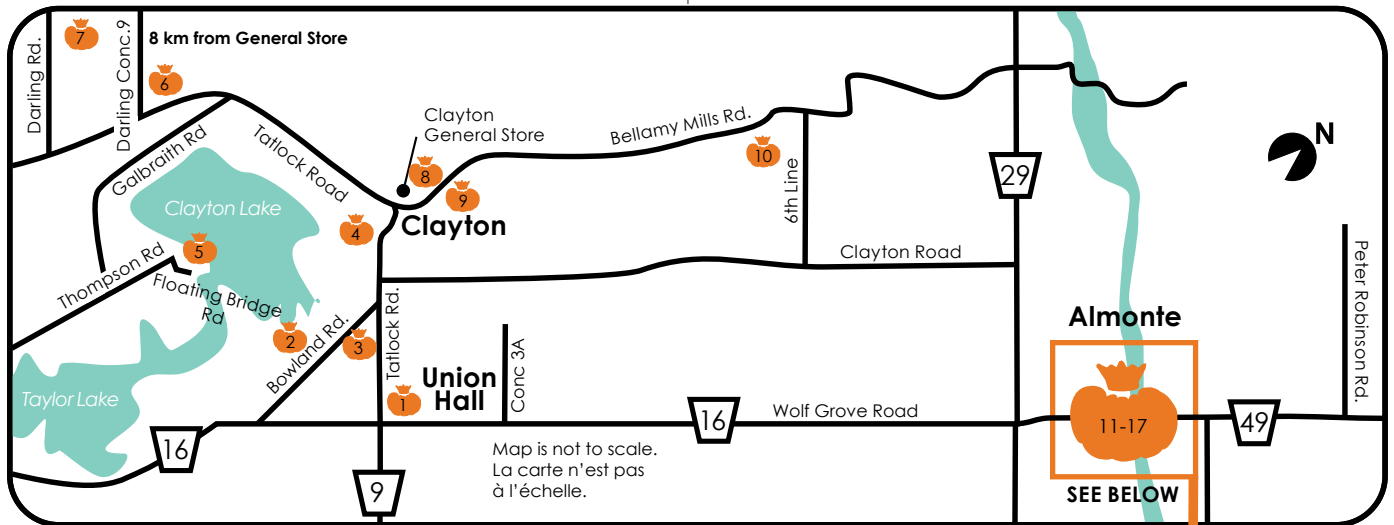 7
8 km from General Store
Darling Rd.
Darling Conc.9
6
Galbraith Rd
Tatlock Road
Clayton
General Store
8
9
Bellamy Mills Rd.
10
6th Line
29
N
Clayton Lake
4
Clayton
5
Thompson Rd
Floating Bridge
Rd
Clayton Road
Peter Robinson Rd.
2
Bowland Rd.
3
Tatlock Rd.
1
Union
Hall
Conc 3A
Almonte
11-17
Taylor Lake
16
16
Wolf Grove Road
49
9
Map is not to scale.
La carte n’est pas
à l’échelle.
SEE BELOW